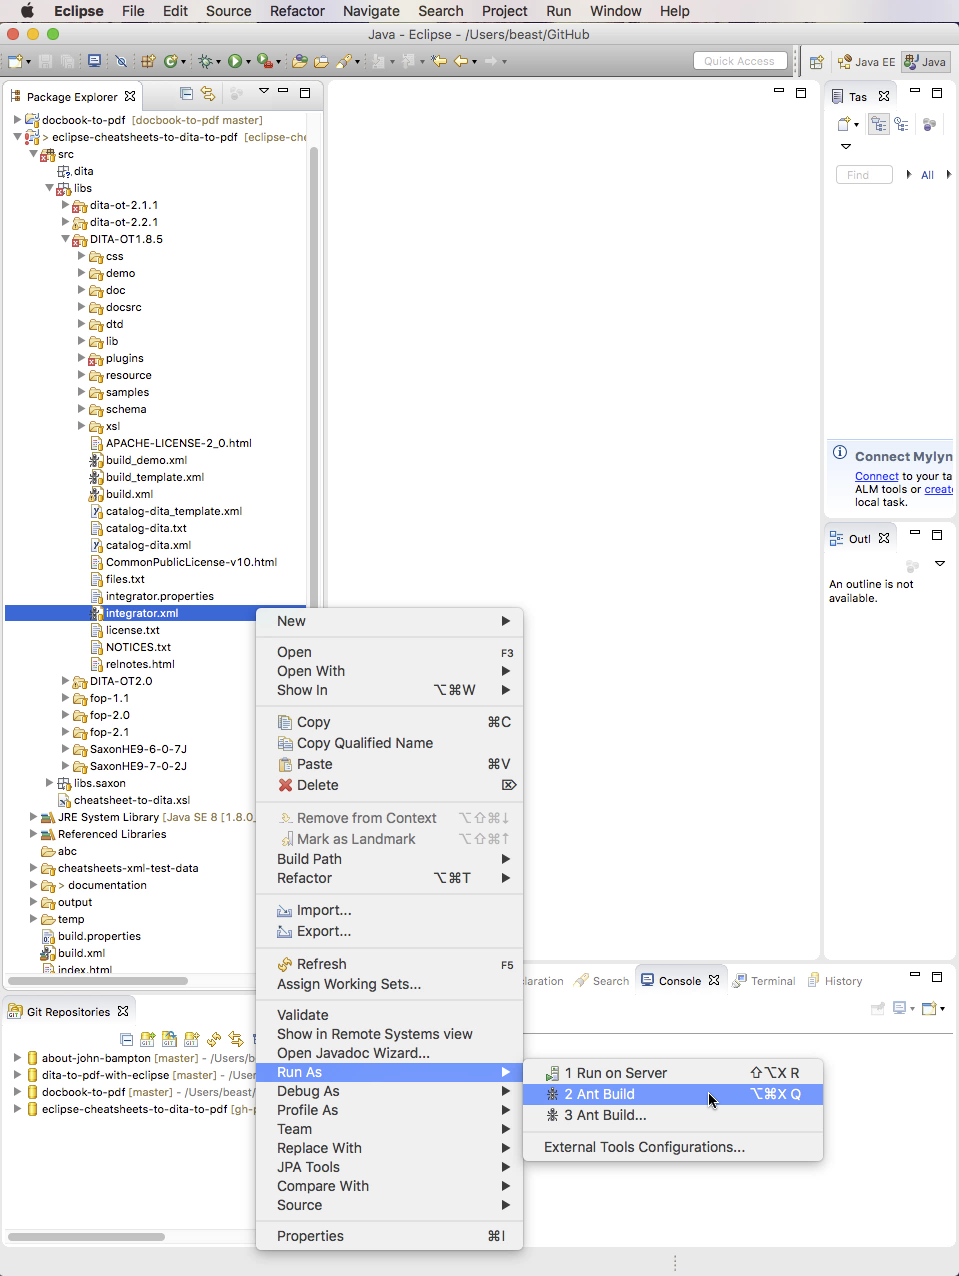 Eclipse File Edit Source Refactor Navigate Search Project Run Window Help
Java - Eclipse - /Users/beast/GitHub
Quick Access
Java EE
Java
Package Explorer
docbook-to-pdf [docbook-to-pdf master]
> eclipse-cheatsheets-to-dita-to-pdf [eclipse-che
src
dita
libs
dita-ot-2.1.1
dita-ot-2.2.1
DITA-OT1.8.5
css
demo
doc
docsrc
dtd
lib
plugins
resource
samples
schema
xsl
APACHE-LICENSE-2_0.html
build_demo.xml
build_template.xml
build.xml
catalog-dita_template.xml
catalog-dita.txt
catalog-dita.xml
CommonPublicLicense-v10.html
files.txt
integrator.properties
integrator.xml
license.txt
NOTICES.txt
relnotes.html
DITA-OT2.0
fop-1.1
fop-2.0
fop-2.1
SaxonHE9-6-0-7J
SaxonHE9-7-0-2J
libs.saxon
cheatsheet-to-dita.xsl
JRE System Library [Java SE 8 [1.8.0_
Referenced Libraries
abc
cheatsheets-xml-test-data
> documentation
output
temp
build.properties
build.xml
index.html
Git Repositories
about-john-bampton [master] - /Users/b
dita-to-pdf-with-eclipse [master] - /User
docbook-to-pdf [master] - /Users/beast/
eclipse-cheatsheets-to-dita-to-pdf [gh-p
New
Open F3
Open With
Show In ⌥⌘W
Copy ⌘C
Copy Qualified Name
Paste ⌘V
Delete ⌦
Remove from Context ⌥⇧⌘↓
Mark as Landmark ⌥⇧⌘↑
Build Path
Refactor ⌥⌘T
Import...
Export...
Refresh F5
Assign Working Sets...
Validate
Show in Remote Systems view
Open Javadoc Wizard...
Run As
Debug As
Profile As
Team
Replace With
JPA Tools
Compare With
Source
Properties ⌘I
1 Run on Server ⇧⌥X R
2 Ant Build ⌥⌘X Q
3 Ant Build...
External Tools Configurations...
Tas
Find
All
Connect Mylyn
Connect to your ta
ALM tools or create
local task.
Outl
An outline is not
available.
laration
Search
Console
Terminal
History